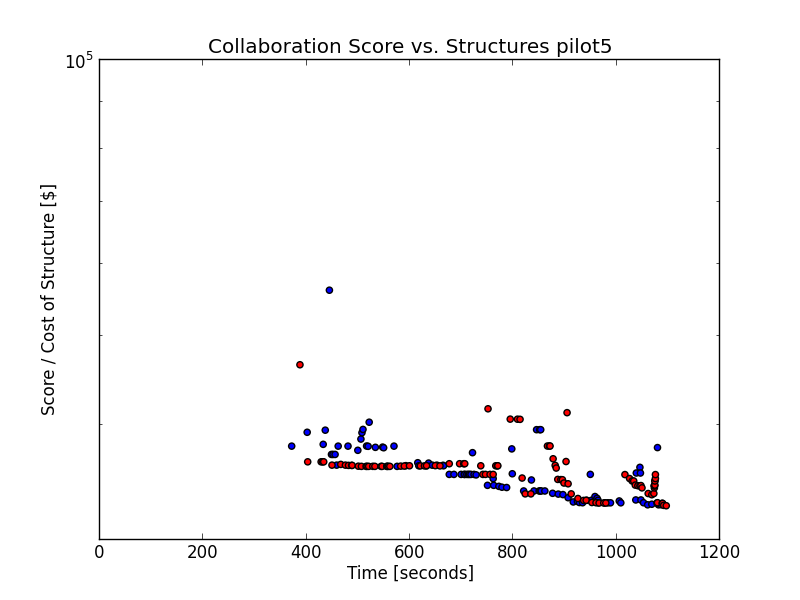 Collaboration Score vs. Structures pilot5
10^5
Score / Cost of Structure [$]
0 200 400 600 800 1000 1200
Time [seconds]